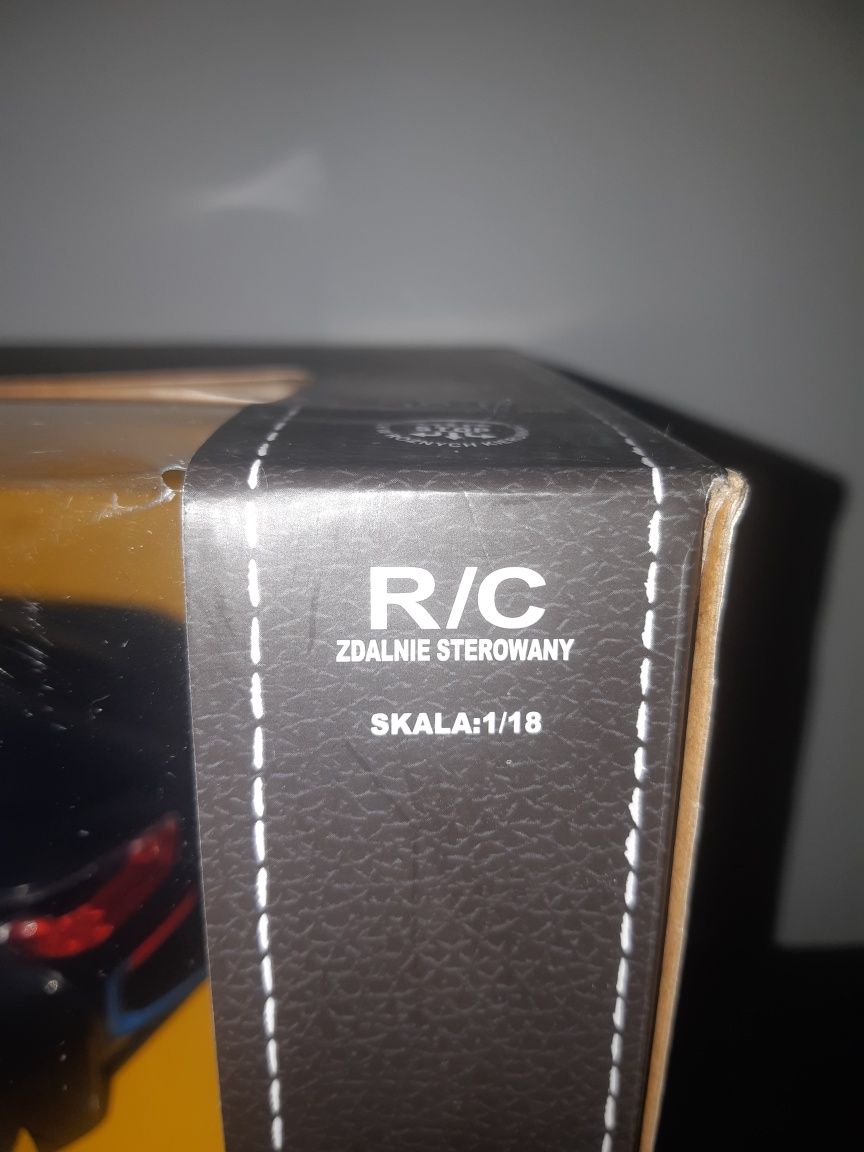 R/C
ZDALNIE STEROWANY
SKALA:1/18